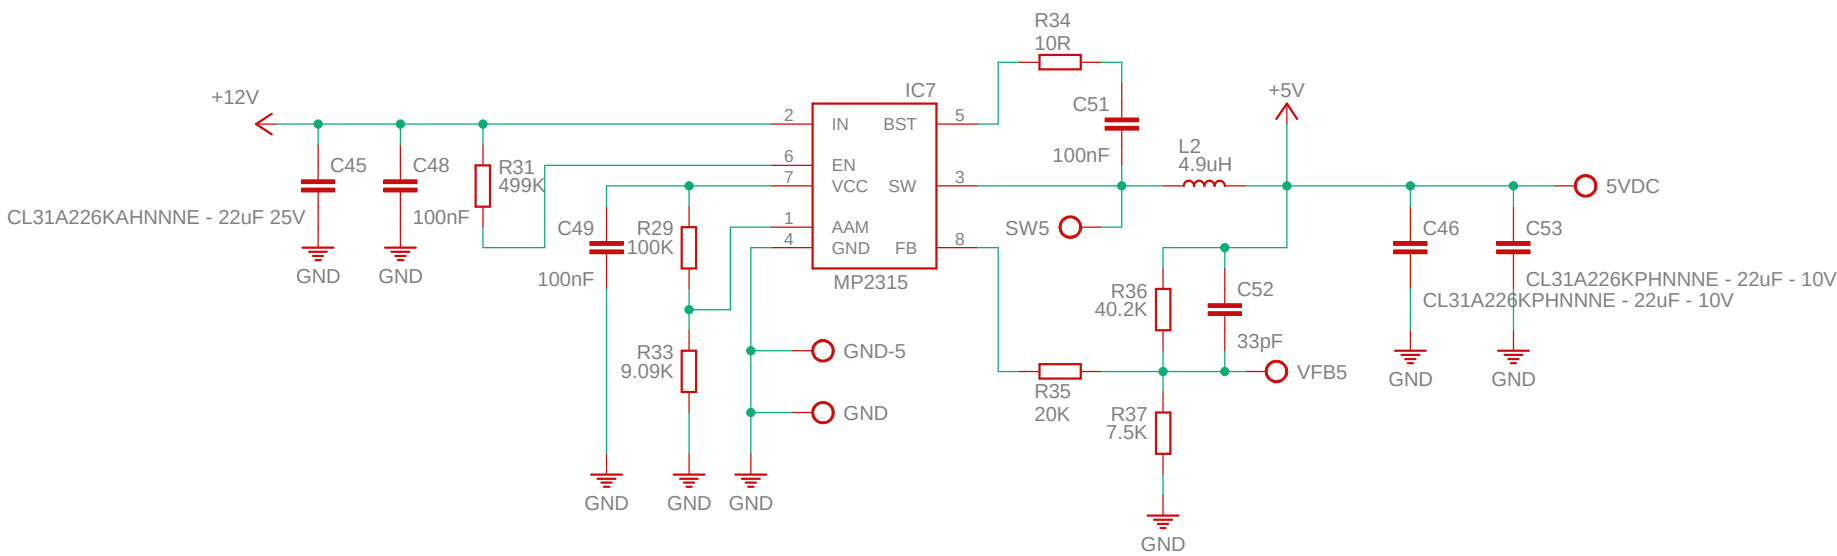 R34
10R
+12V
IC7
+5V
2
IN
BST
5
C51
100nF
L2
4.9uH
C45
C48
R31
499K
6
EN
7
VCC
SW
3
5VDC
CL31A226KAHNNNE - 22uF 25V
100nF
C49
R29
100K
1
AAM
SW5
C46
C53
4
GND
FB
8
GND
GND
100nF
MP2315
R36
40.2K
C52
CL31A226KPHNNNE - 22uF - 10V
CL31A226KPHNNNE - 22uF - 10V
33pF
R33
9.09K
GND-5
VFB5
GND
GND
R35
20K
GND
R37
7.5K
GND
GND
GND
GND